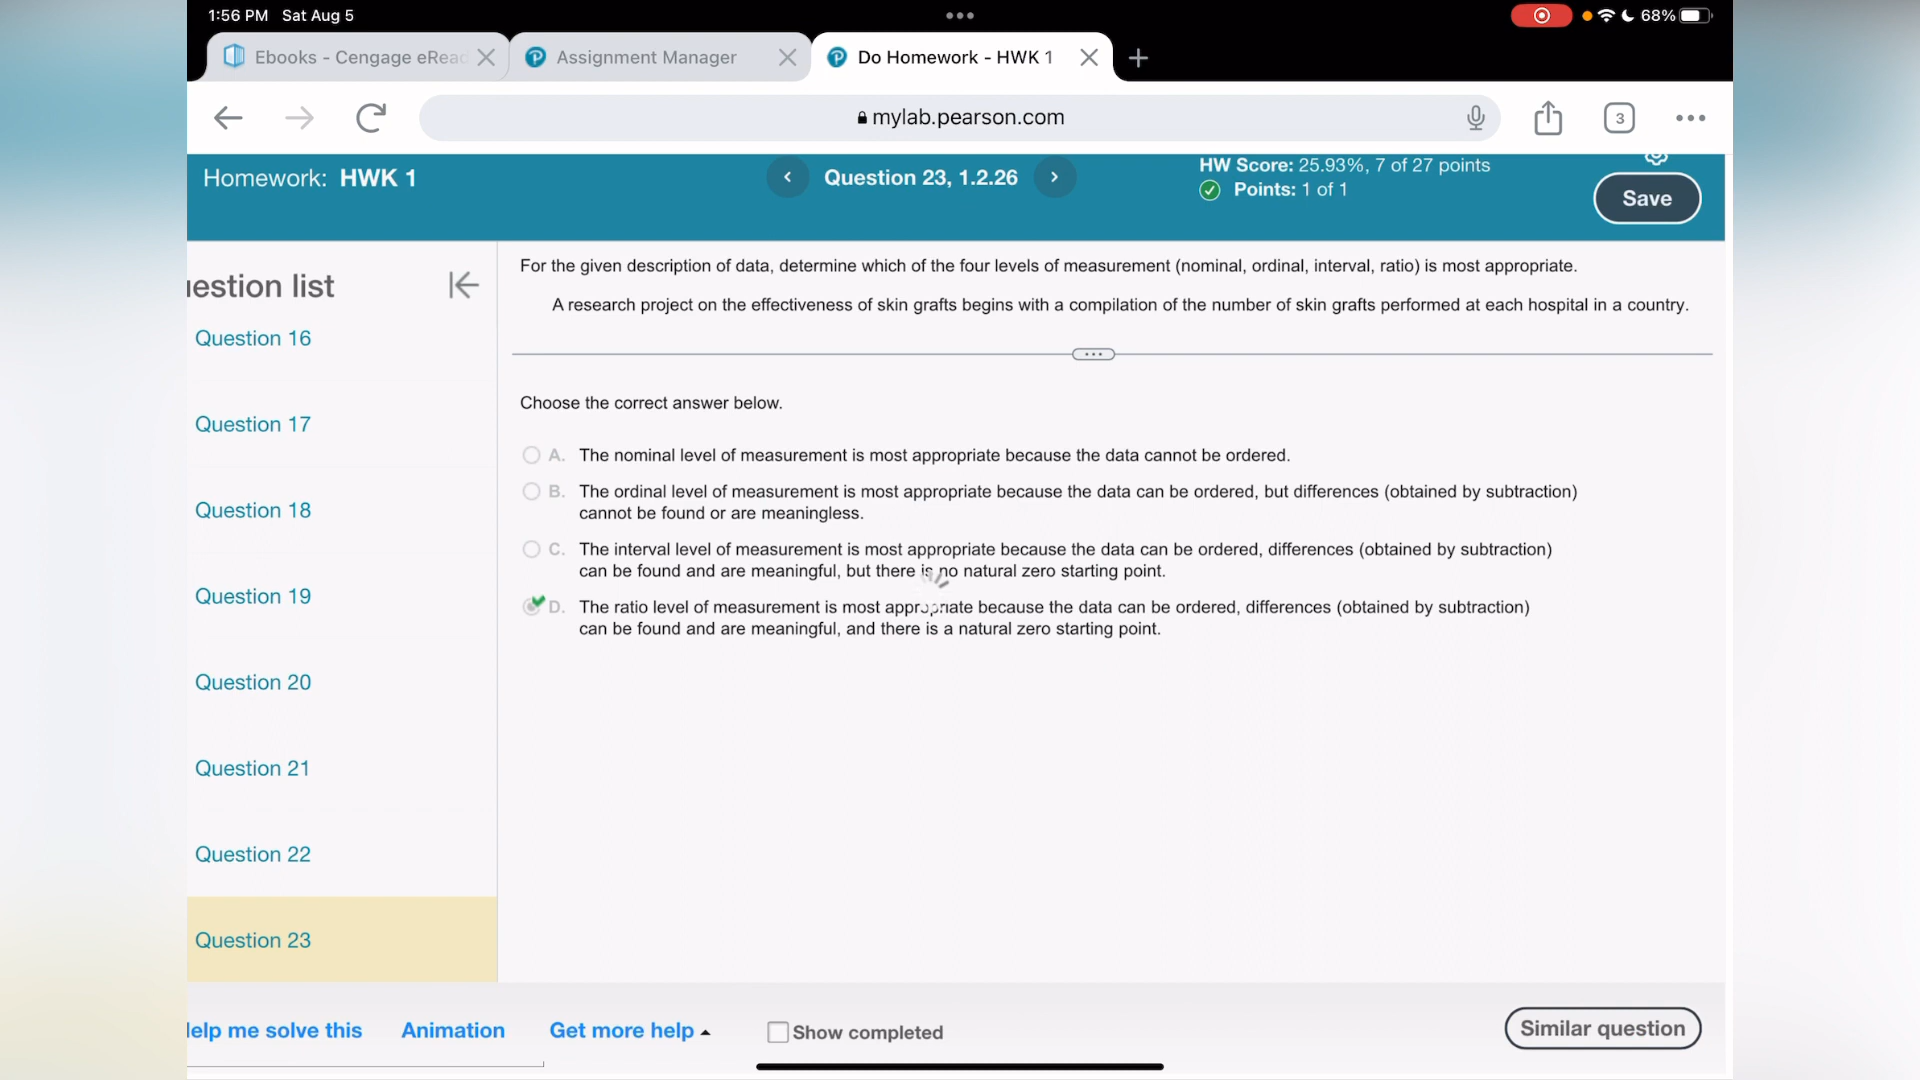 1:56 PM Sat Aug 5
68%
Ebooks - Cengage eRead
Assignment Manager
Do Homework - HWK 1
mylab.pearson.com
3
Homework: HWK 1
Question 23, 1.2.26
HW Score: 25.93%, 7 of 27 points
Points: 1 of 1
Save
uestion list
Question 16
Question 17
Question 18
Question 19
Question 20
Question 21
Question 22
Question 23
For the given description of data, determine which of the four levels of measurement (nominal, ordinal, interval, ratio) is most appropriate.
A research project on the effectiveness of skin grafts begins with a compilation of the number of skin grafts performed at each hospital in a country.
Choose the correct answer below.
A. The nominal level of measurement is most appropriate because the data cannot be ordered.
B. The ordinal level of measurement is most appropriate because the data can be ordered, but differences (obtained by subtraction)
cannot be found or are meaningless.
C. The interval level of measurement is most appropriate because the data can be ordered, differences (obtained by subtraction)
can be found and are meaningful, but there is no natural zero starting point.
D. The ratio level of measurement is most appropriate because the data can be ordered, differences (obtained by subtraction)
can be found and are meaningful, and there is a natural zero starting point.
elp me solve this
Animation
Get more help
Show completed
Similar question